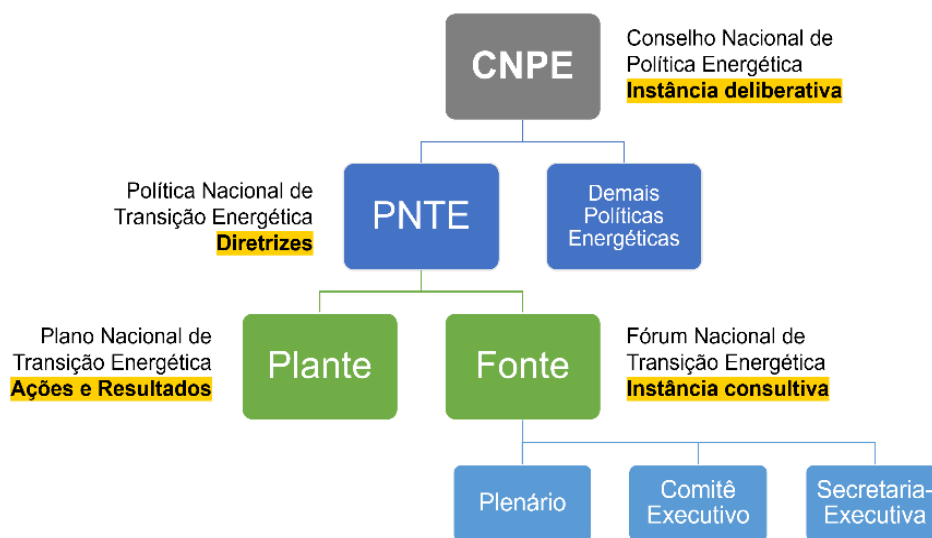 CNPE
Conselho Nacional de
Política Energética
Instância deliberativa
Política Nacional de
Transição Energética
Diretrizes
PNTE
Demais
Políticas
Energéticas
Plano Nacional de
Transição Energética
Ações e Resultados
Plante
Fonte
Fórum Nacional de
Transição Energética
Instância consultiva
Plenário
Comitê
Executivo
Secretaria-
Executiva